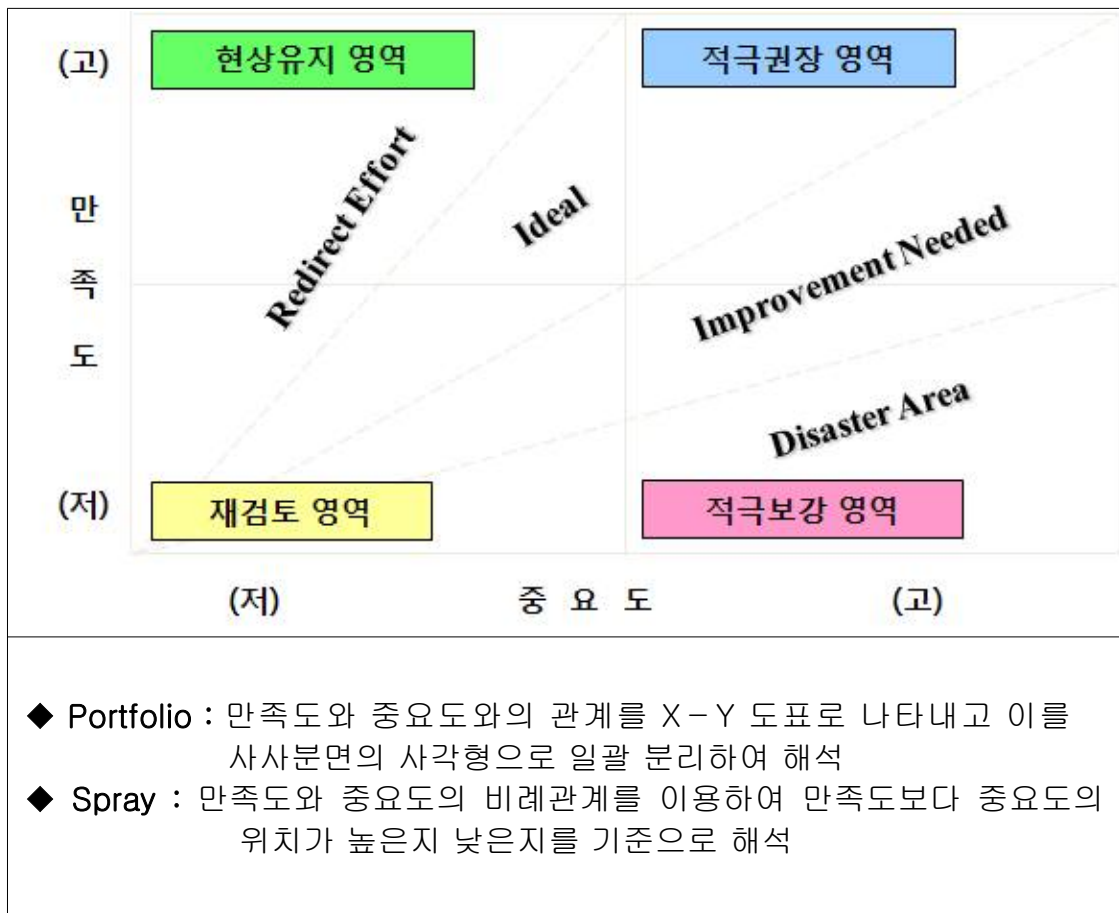 (고)
현상유지 영역
적극권장 영역
만
족
도
Redirect Effort
Ideal
Improvement Needed
Disaster Area
(저)
재검토 영역
적극보강 영역
(저)
중 요 도
(고)
◆ Portfolio : 만족도와 중요도와의 관계를 X-Y 도표로 나타내고 이를
사사분면의 사각형으로 일괄 분리하여 해석
◆ Spray : 만족도와 중요도의 비례관계를 이용하여 만족도보다 중요도의
위치가 높은지 낮은지를 기준으로 해석